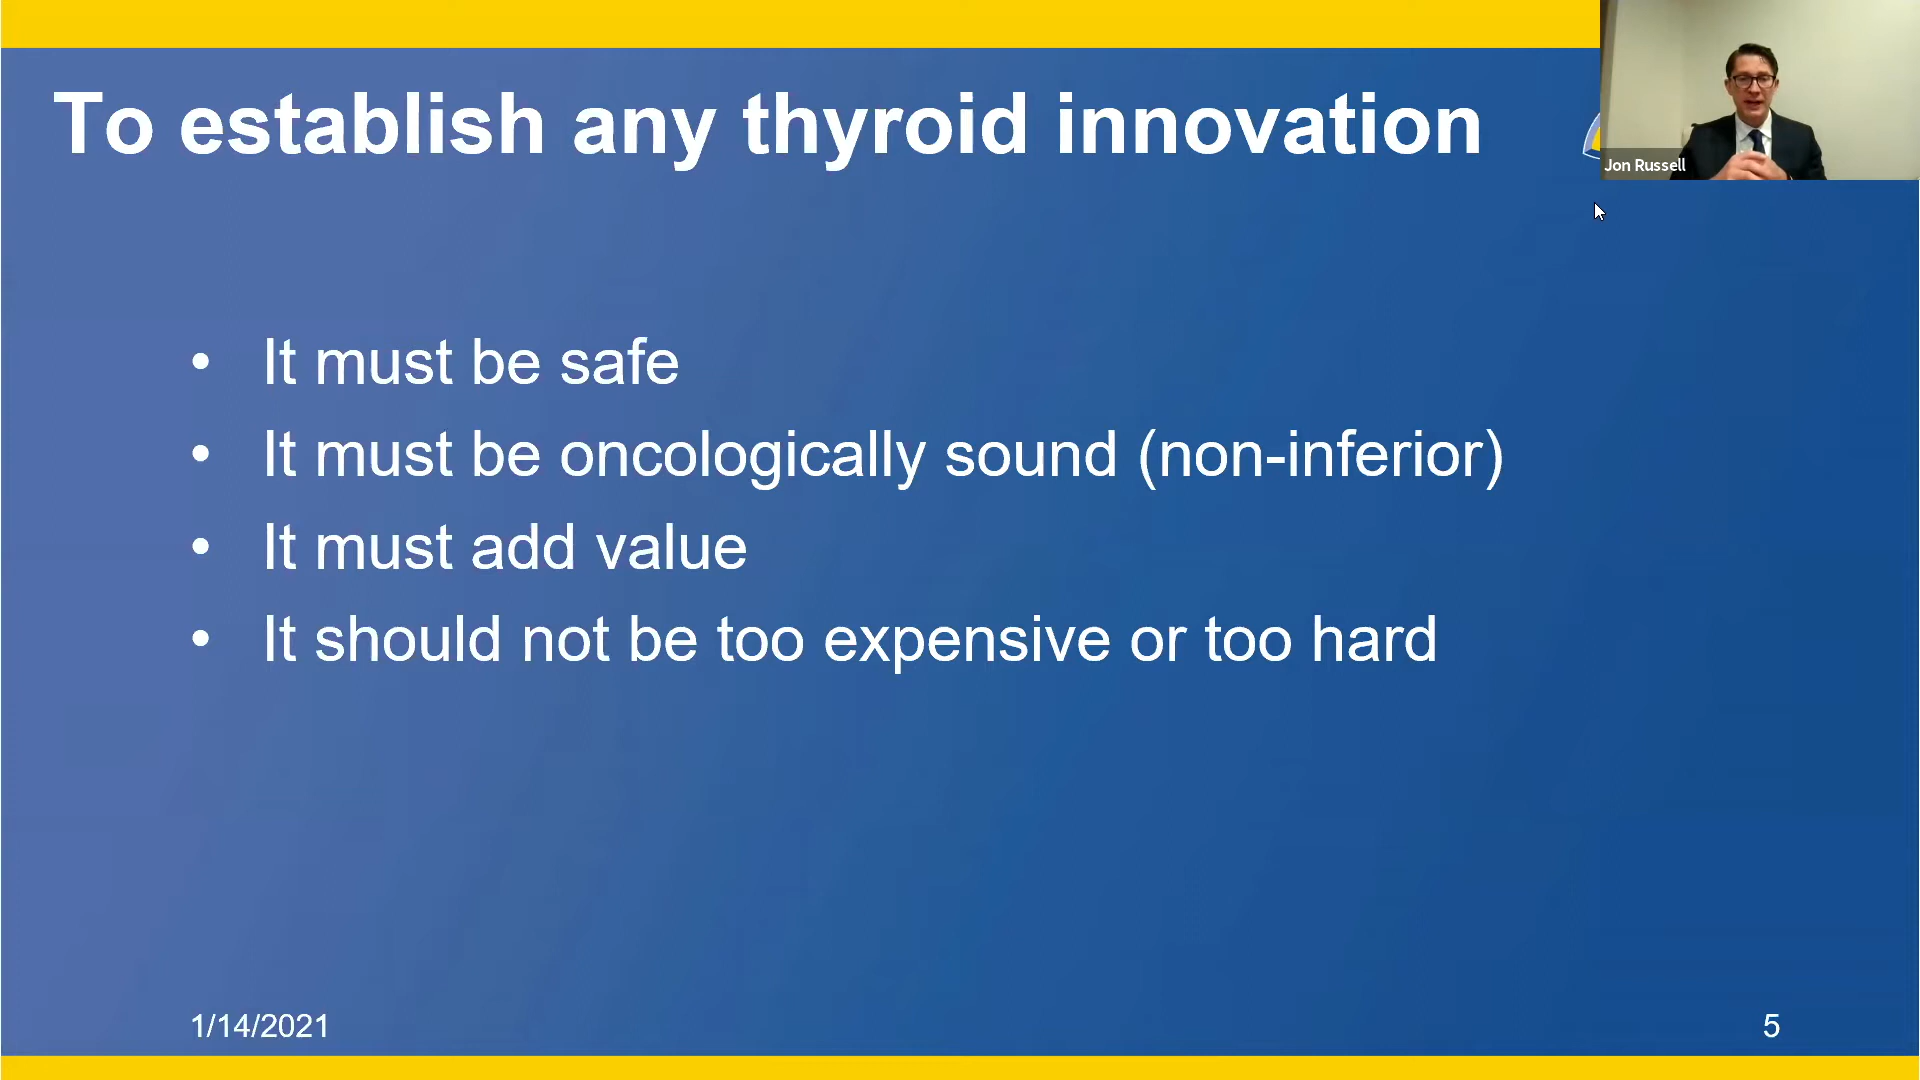 To establish any thyroid innovation
Jon Russell
• It must be safe
• It must be oncologically sound (non-inferior)
• It must add value
• It should not be too expensive or too hard
1/14/2021
5